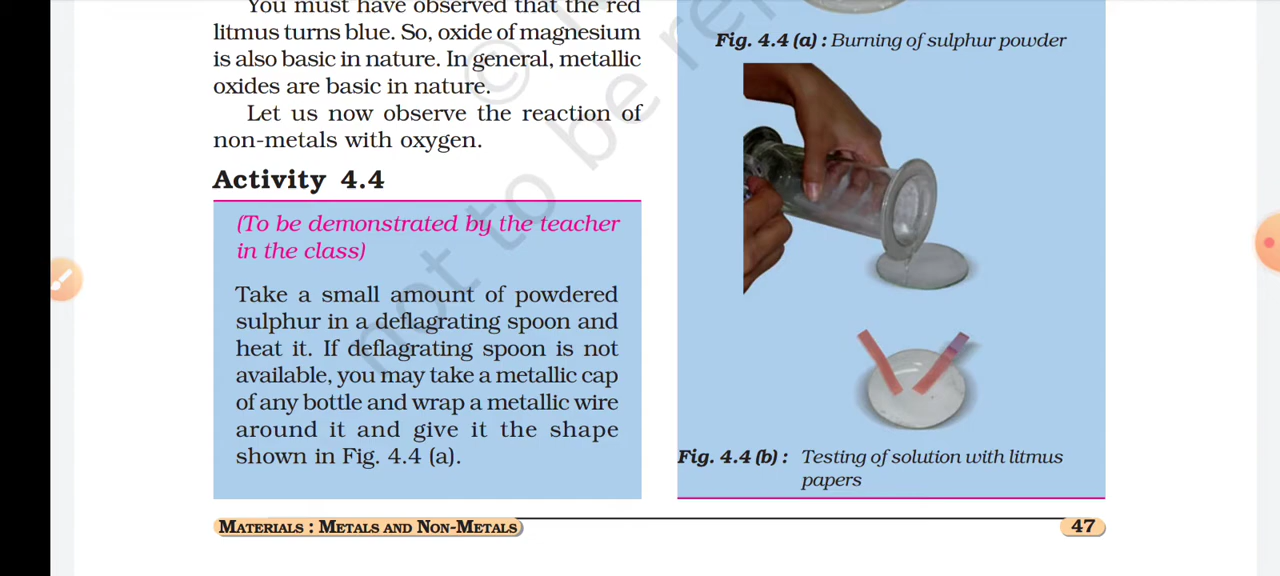 You must have observed that the red
litmus turns blue. So, oxide of magnesium
is also basic in nature. In general, metallic
oxides are basic in nature.
Let us now observe the reaction of
non-metals with oxygen.
Activity 4.4
(To be demonstrated by the teacher
in the class)
Take a small amount of powdered
sulphur in a deflagrating spoon and
heat it. If deflagrating spoon is not
available, you may take a metallic cap
of any bottle and wrap a metallic wire
around it and give it the shape
shown in Fig. 4.4 (a).
Fig. 4.4 (a) : Burning of sulphur powder
Fig. 4.4 (b) : Testing of solution with litmus
papers
MATERIALS : METALS AND NON-METALS
47
©
not to be re